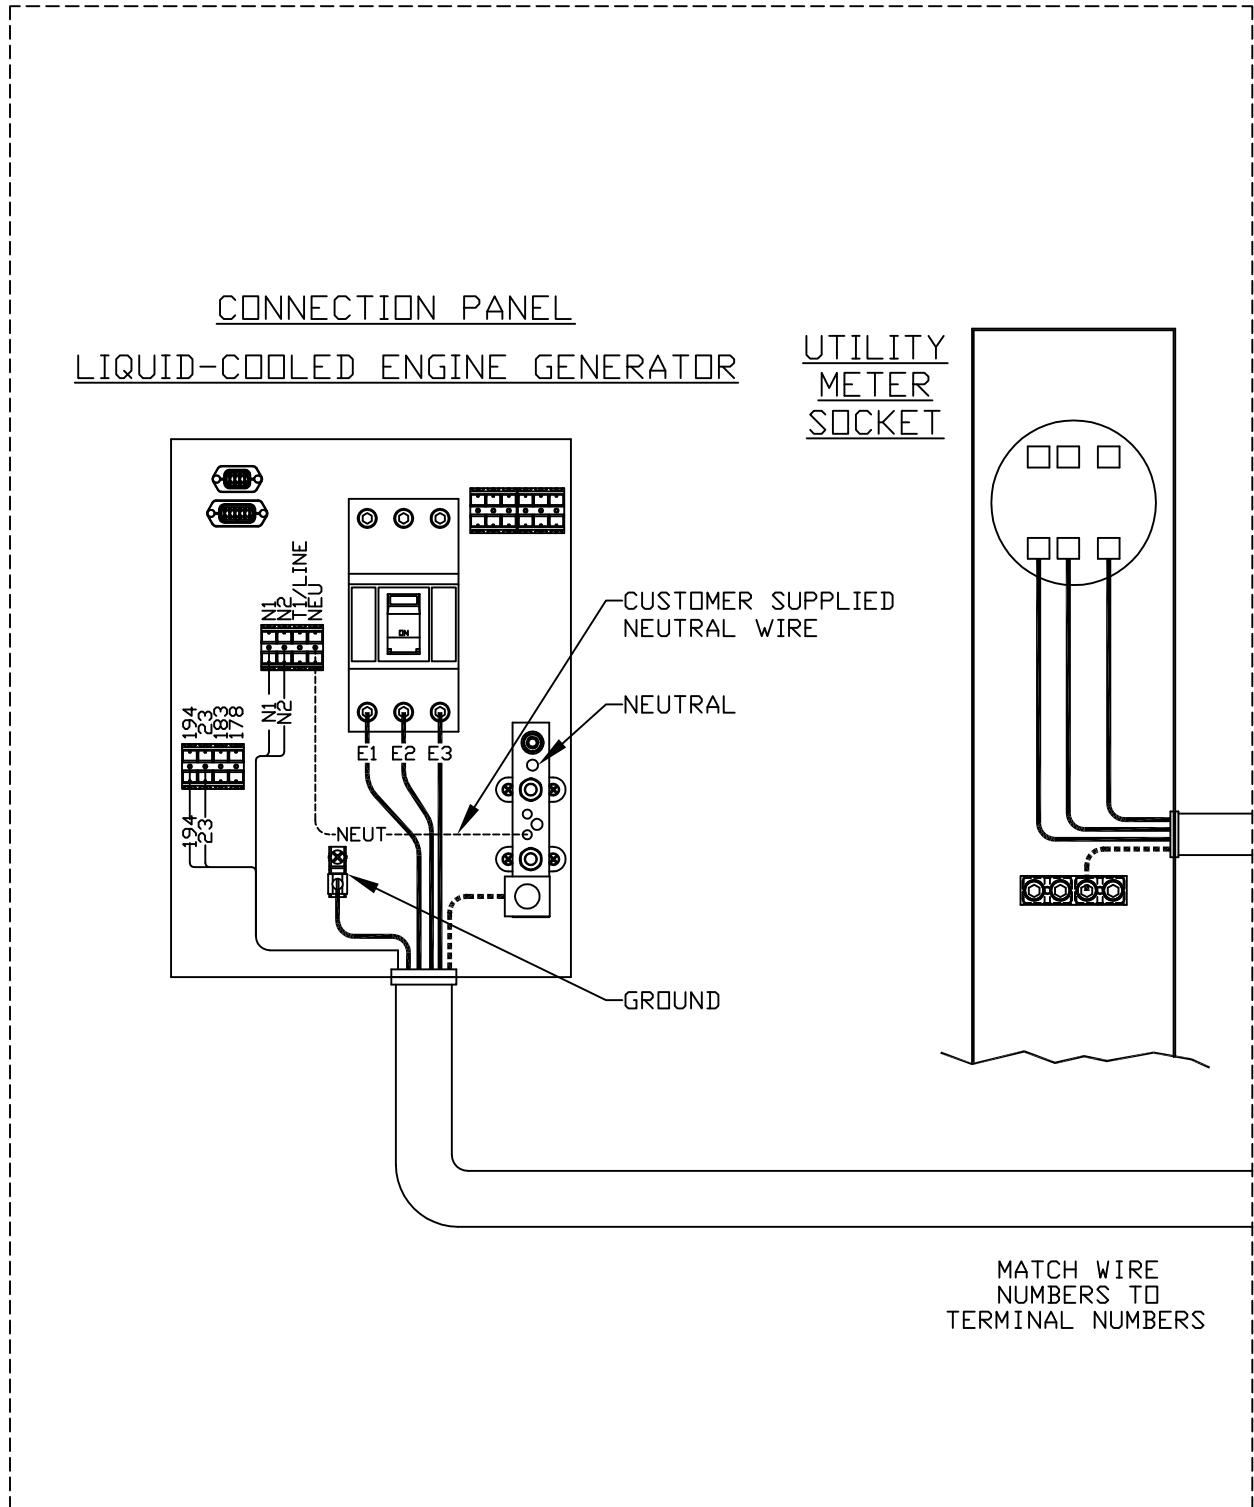 CONNECTION PANEL
LIQUID-COOLED ENGINE GENERATOR
UTILITY
METER
SOCKET
N1
N2
T1/LINE
NEU
ON
CUSTOMER SUPPLIED
NEUTRAL WIRE
NEUTRAL
194
23
183
178
N1
N2
E1
E2
E3
194
23
NEUT
GROUND
MATCH WIRE
NUMBERS TO
TERMINAL NUMBERS